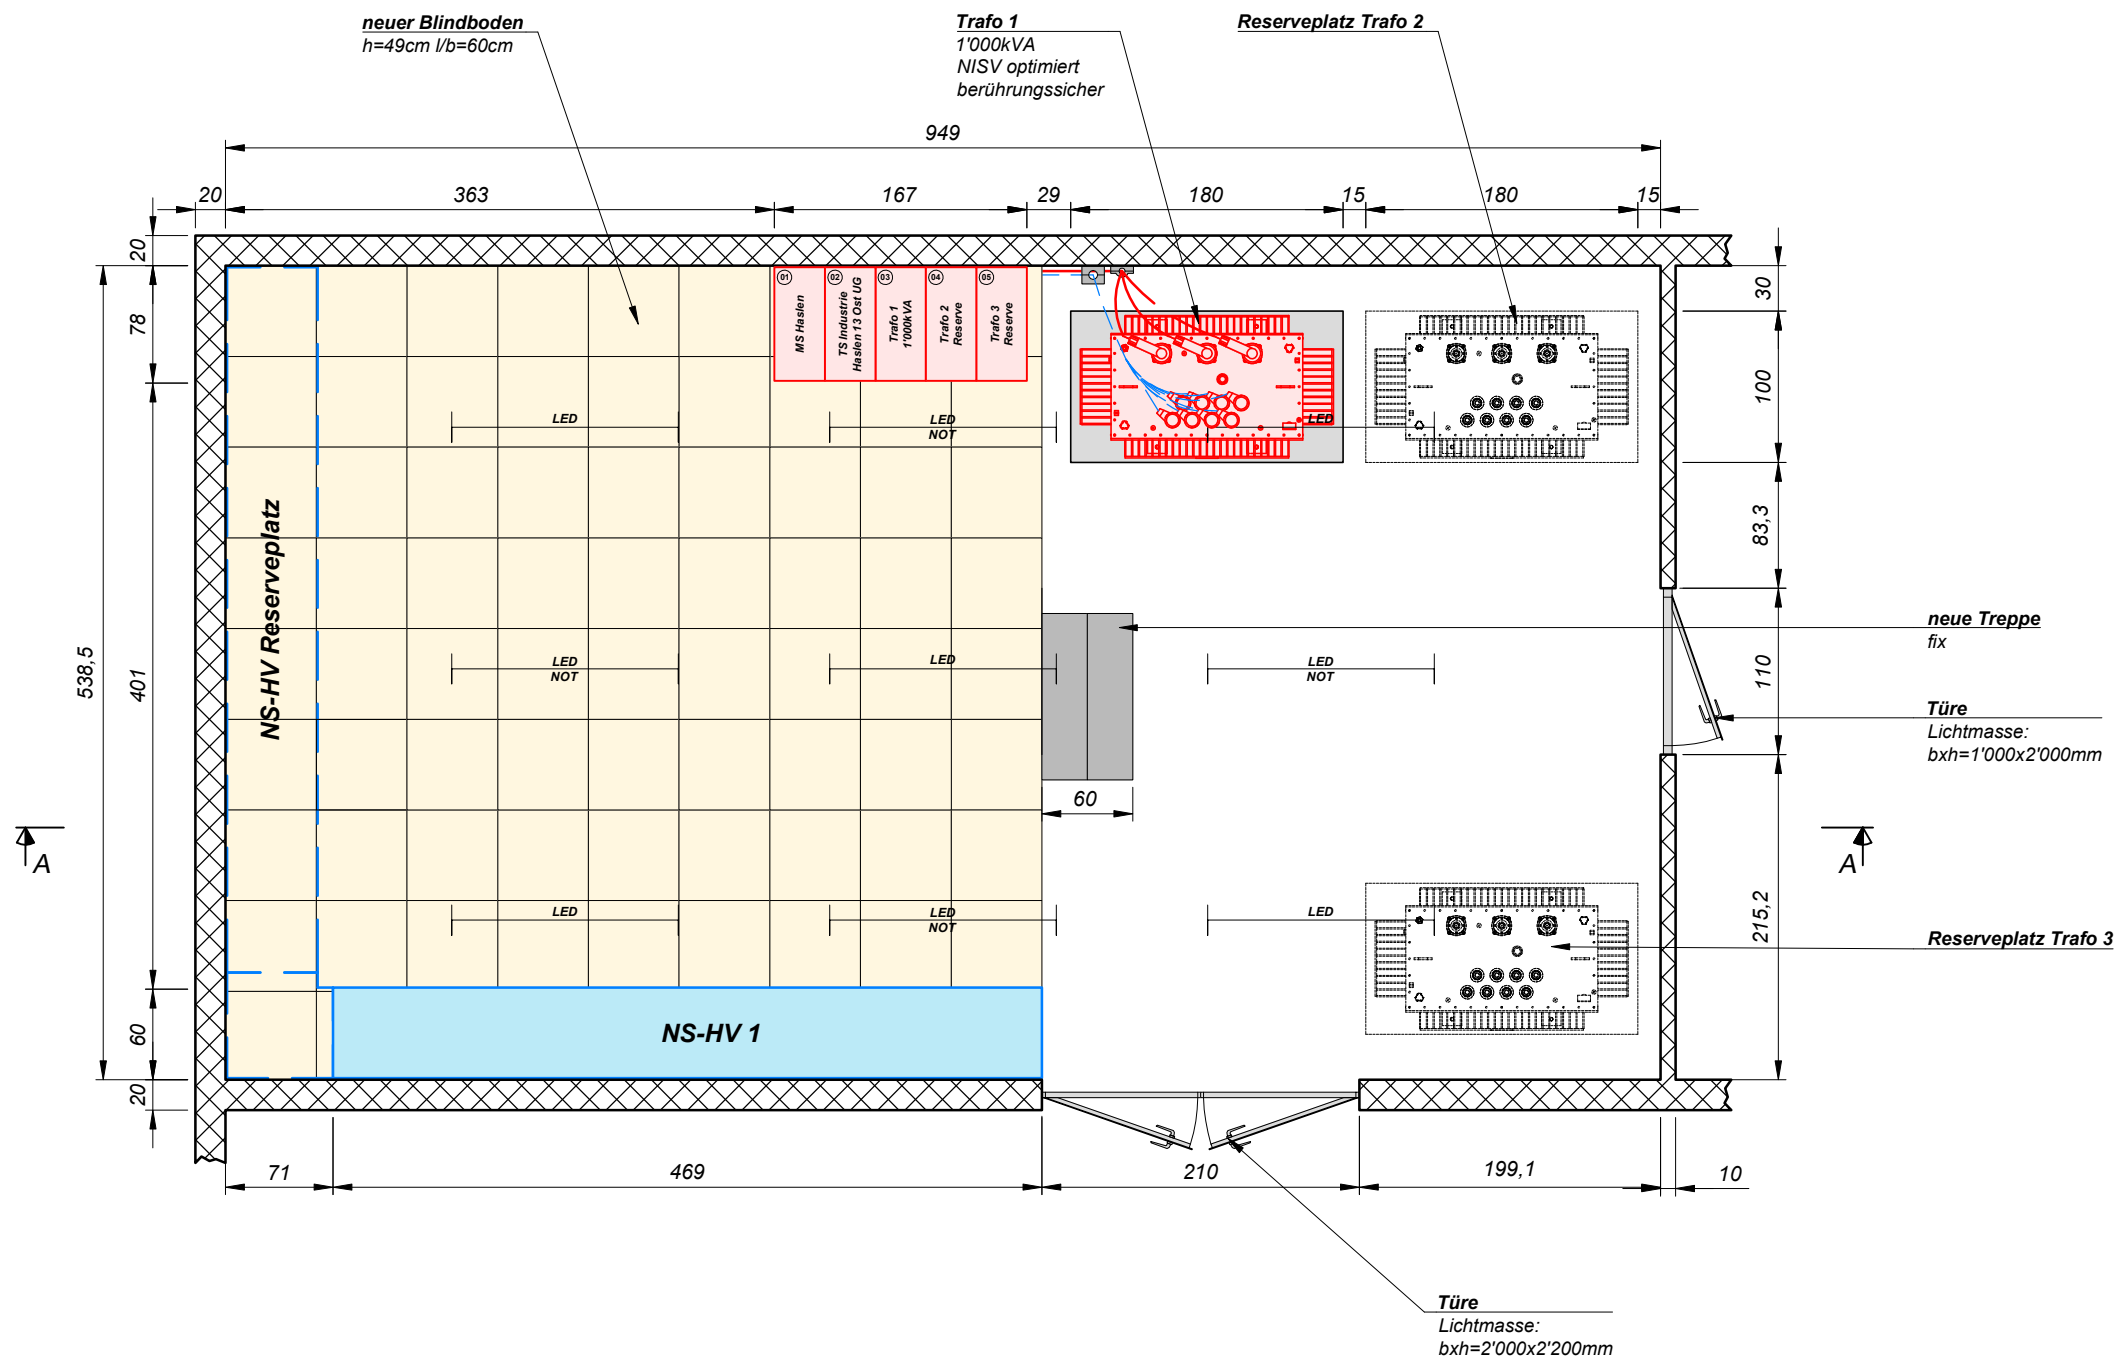 neuer Blindboden
h=49cm l/b=60cm
Trafo 1
1'000kVA
NISV optimiert
berührungssicher
Reserveplatz Trafo 2
949
20
363
167
29
180
15
180
15
20
78
401
538,5
60
20
30
100
83,3
110
215,2
01
MS Haslen
02
TS Industrie
Haslen 13 Ost UG
03
Trafo 1
1'000kVA
04
Trafo 2
Reserve
05
Trafo 3
Reserve
LED
LED
NOT
LED
NS-HV Reserveplatz
LED
NOT
LED
LED
NOT
neue Treppe
fix
Türe
Lichtmasse:
bxh=1'000x2'000mm
60
A
A
LED
LED
NOT
LED
Reserveplatz Trafo 3
NS-HV 1
71
469
210
199,1
10
Türe
Lichtmasse:
bxh=2'000x2'200mm